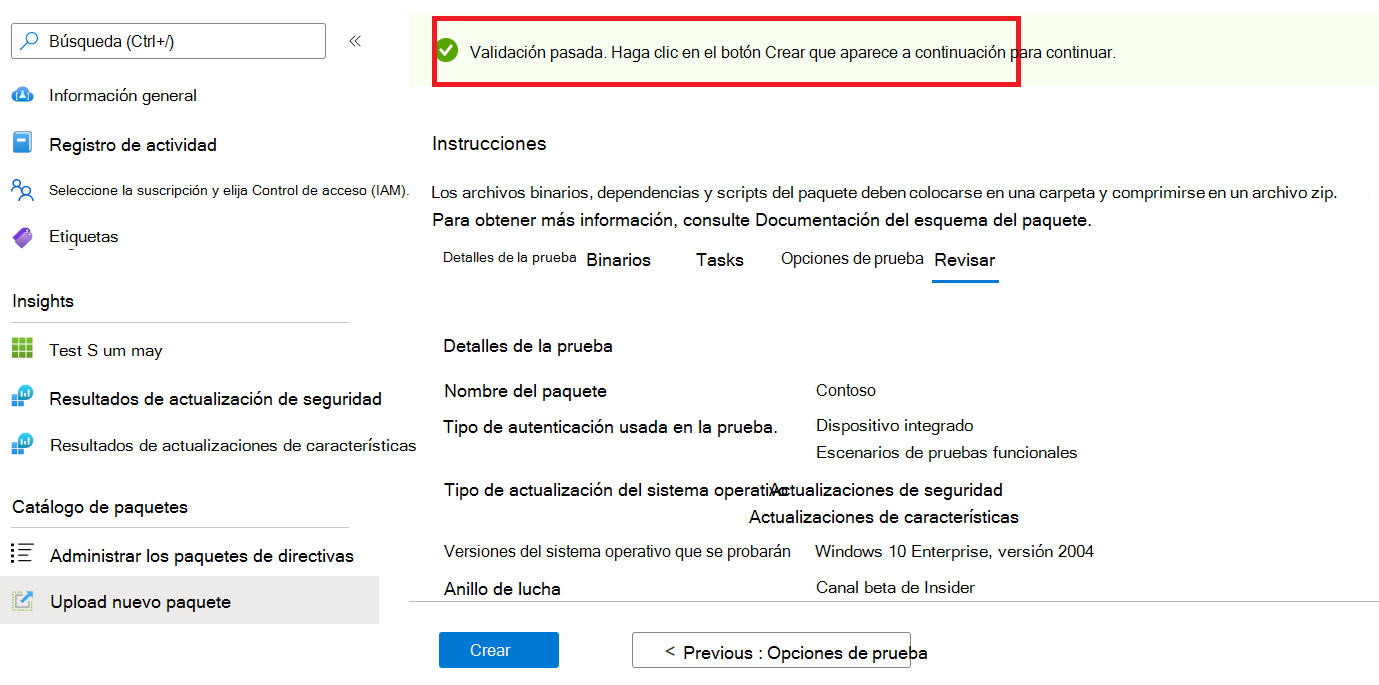 Búsqueda (Ctrl+/)
Información general
Registro de actividad
Seleccione la suscripción y elija Control de acceso (IAM).
Etiquetas
Insights
Test S um may
Resultados de actualización de seguridad
Resultados de actualizaciones de características
Catálogo de paquetes
Administrar los paquetes de directivas
Upload nuevo paquete
Validación pasada. Haga clic en el botón Crear que aparece a continuación para continuar.
Instrucciones
Los archivos binarios, dependencias y scripts del paquete deben colocarse en una carpeta y comprimirse en un archivo zip.
Para obtener más información, consulte Documentación del esquema del paquete.
Detalles de la prueba Binarios Tasks Opciones de prueba Revisar
Detalles de la prueba
Nombre del paquete Contoso
Tipo de autenticación usada en la prueba. Dispositivo integrado
Escenarios de pruebas funcionales
Tipo de actualización del sistema operativo Actualizaciones de seguridad
Actualizaciones de características
Versiones del sistema operativo que se probarán Windows 10 Enterprise, versión 2004
Anillo de lucha Canal beta de Insider
Crear < Previous : Opciones de prueba